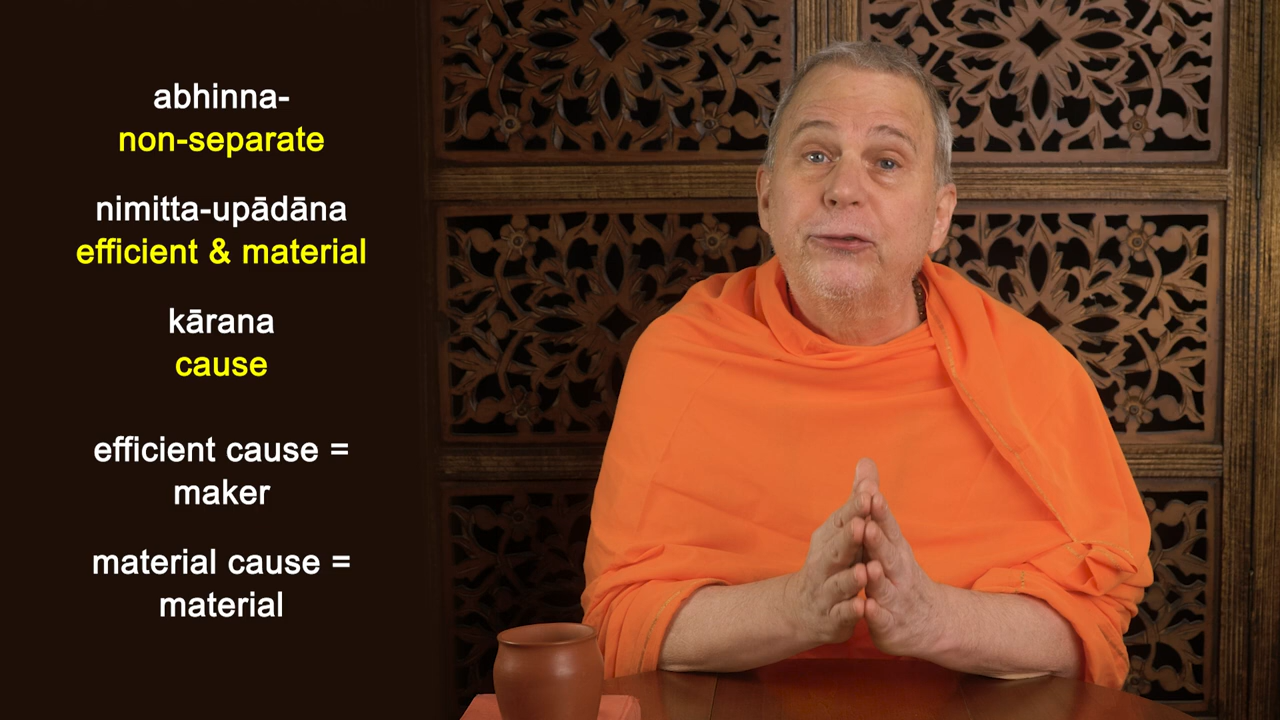 abhinna-
non-separate
nimitta-upādāna
efficient & material
kārana
cause
efficient cause =
maker
material cause =
material